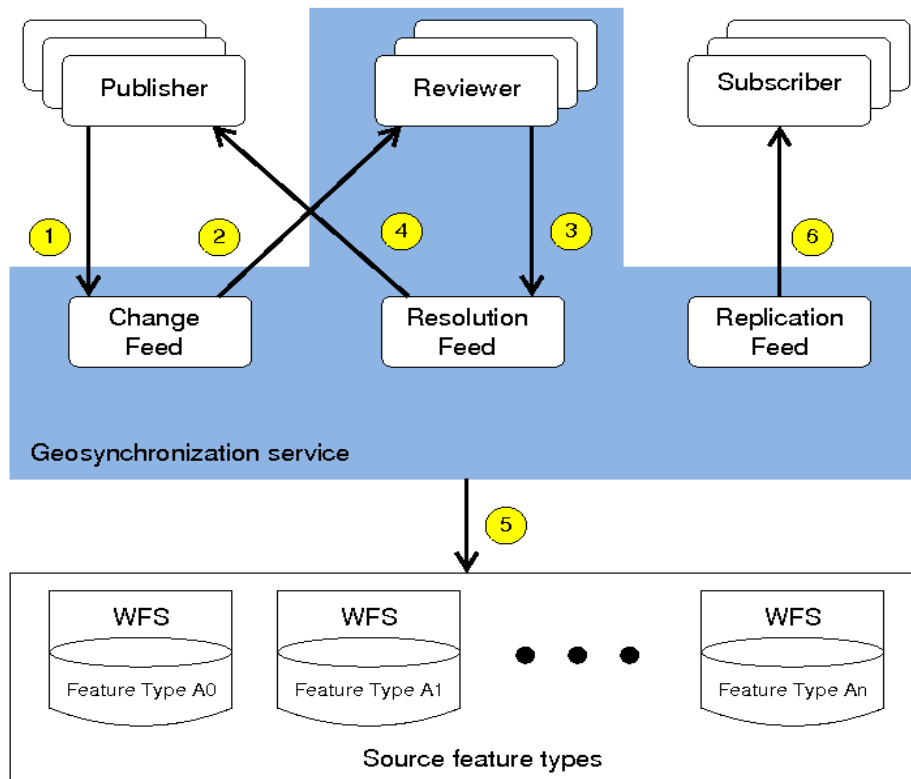 Publisher
Reviewer
Subscriber
1
2
4
3
6
Change
Feed
Resolution
Feed
Replication
Feed
Geosynchronization service
5
WFS
WFS
WFS
Feature Type A0
Feature Type A1
Feature Type An
Source feature types